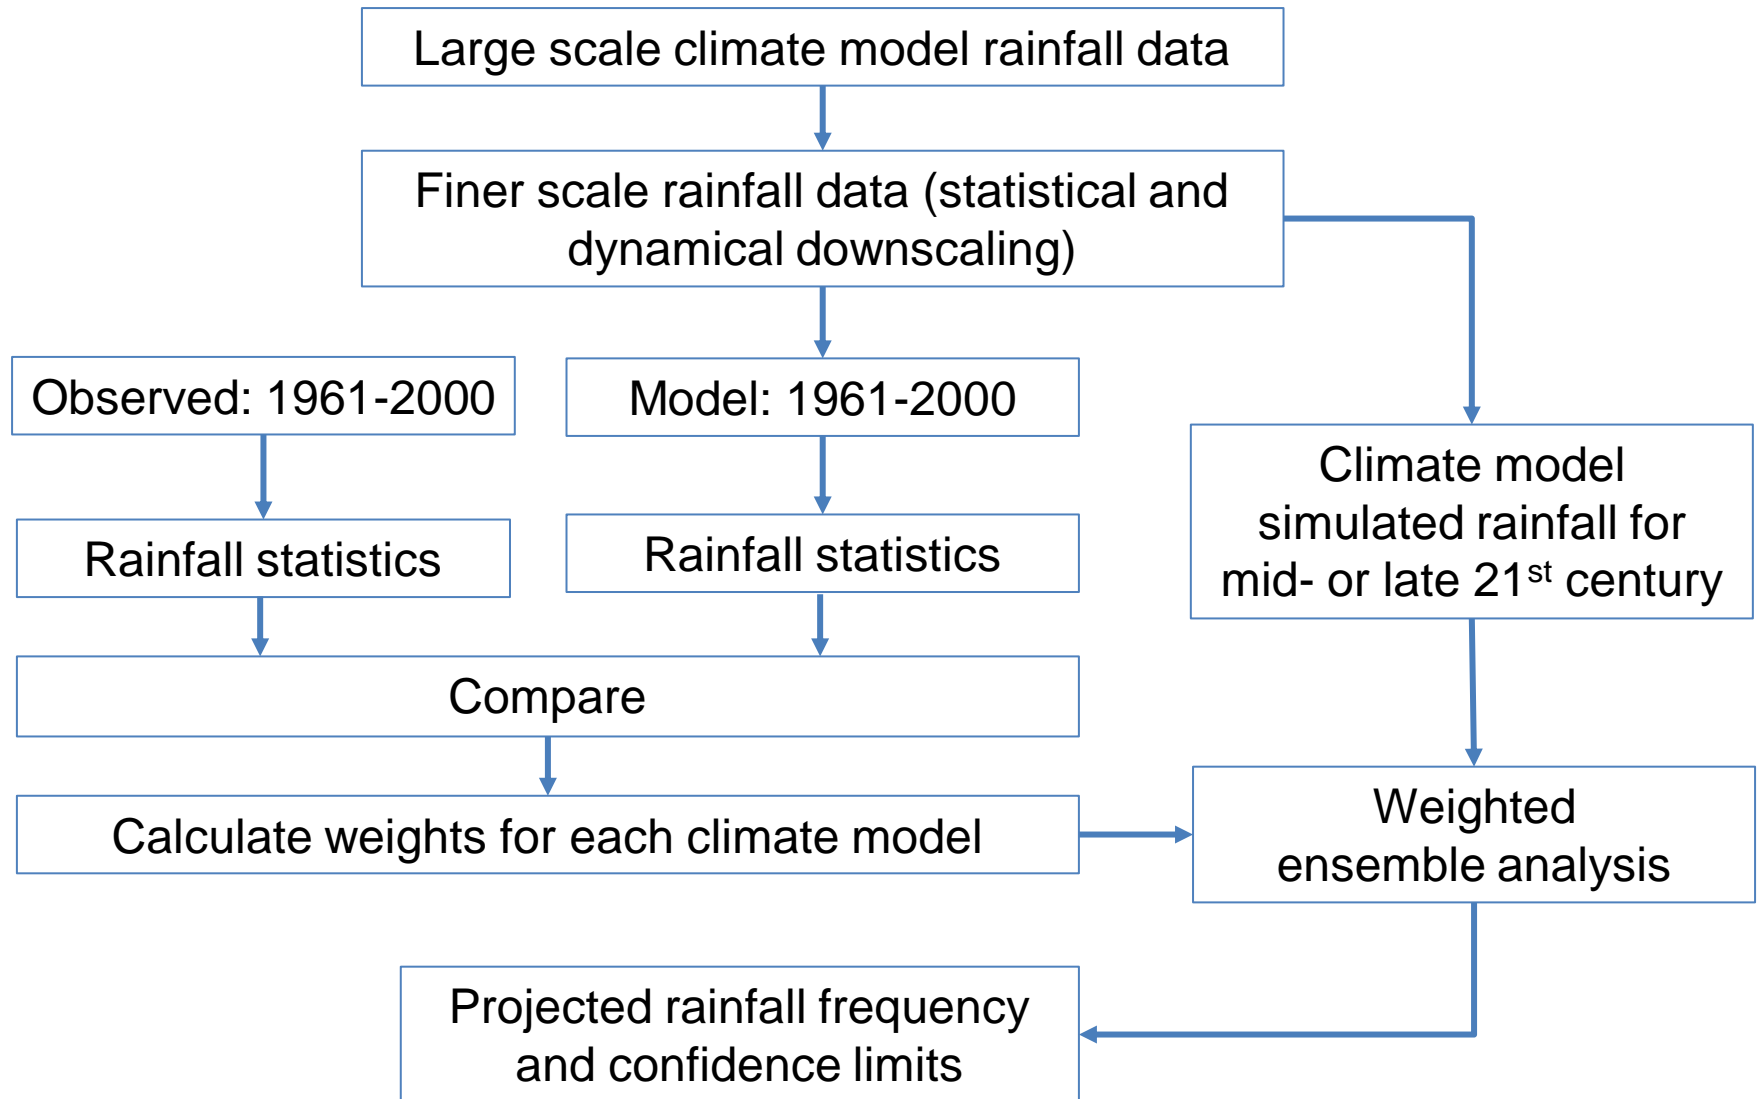 Large scale climate model rainfall data
Finer scale rainfall data (statistical and
dynamical downscaling)
Observed: 1961-2000
Model: 1961-2000
Rainfall statistics
Rainfall statistics
Climate model
simulated rainfall for
mid- or late 21st century
Compare
Calculate weights for each climate model
Weighted
ensemble analysis
Projected rainfall frequency
and confidence limits